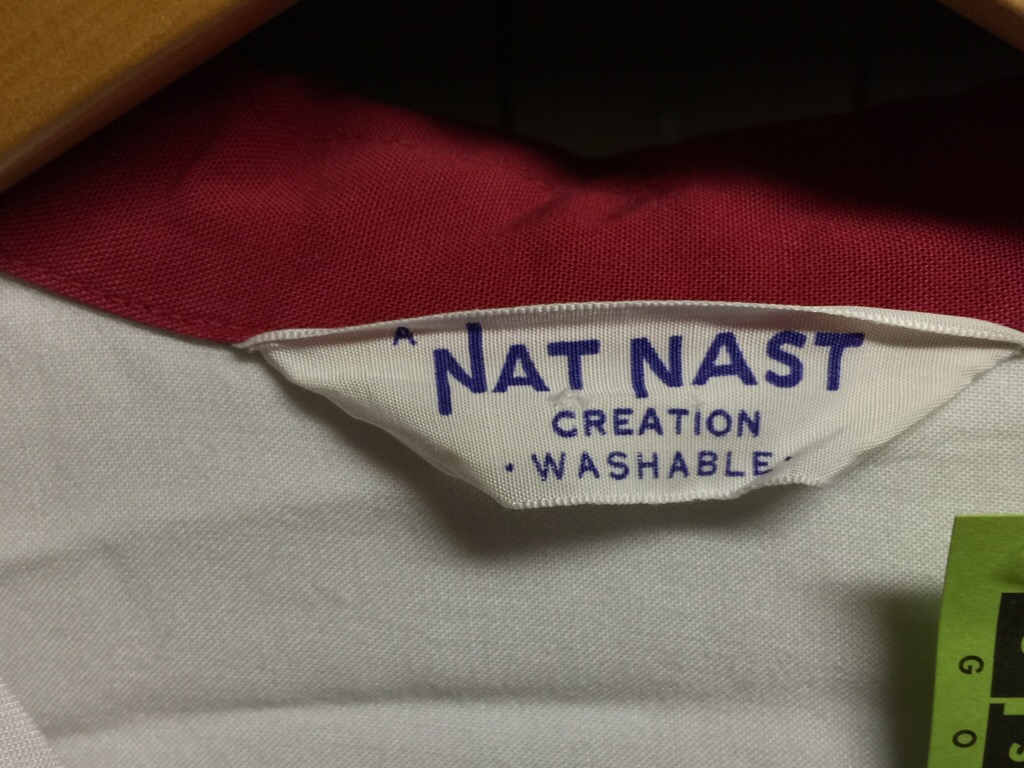 A
NAT NAST
CREATION
· WASHABLE ·
G
O